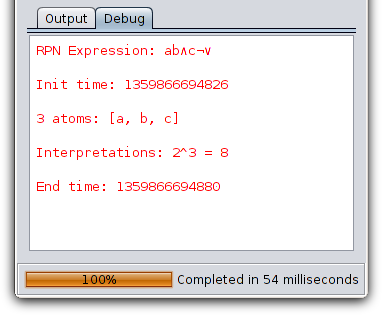 Output Debug
RPN Expression: ab∧c¬∨
Init time: 1359866694826
3 atoms: [a, b, c]
Interpretations: 2^3 = 8
End time: 1359866694880
100% Completed in 54 milliseconds